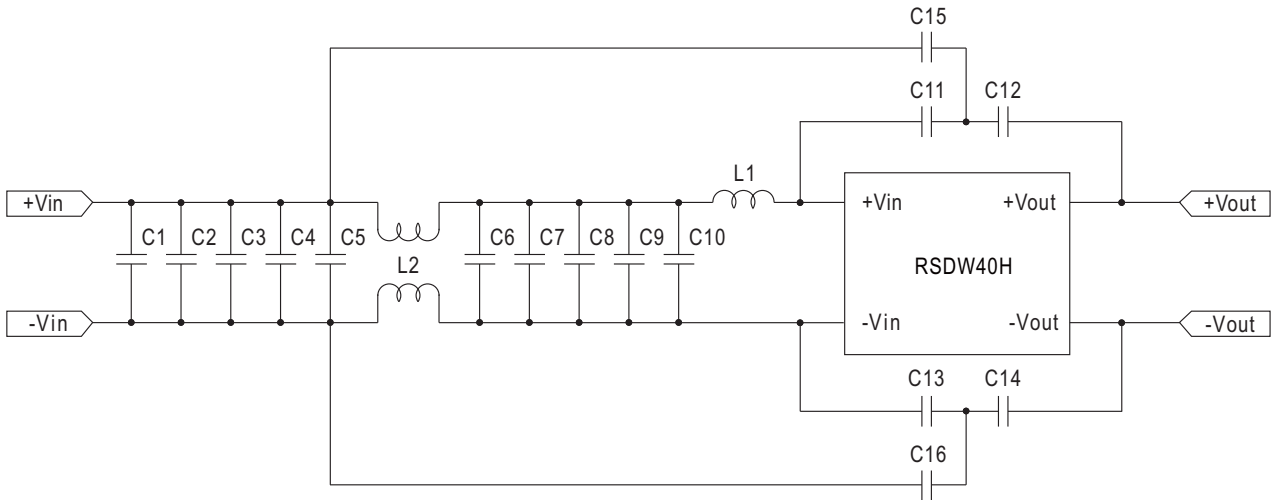 C15
C11 C12
L1
+Vin +Vin +Vout +Vout
C1 C2 C3 C4 C5 C6 C7 C8 C9 C10
L2 RSDW40H
-Vin -Vin -Vout -Vout
C13 C14
C16